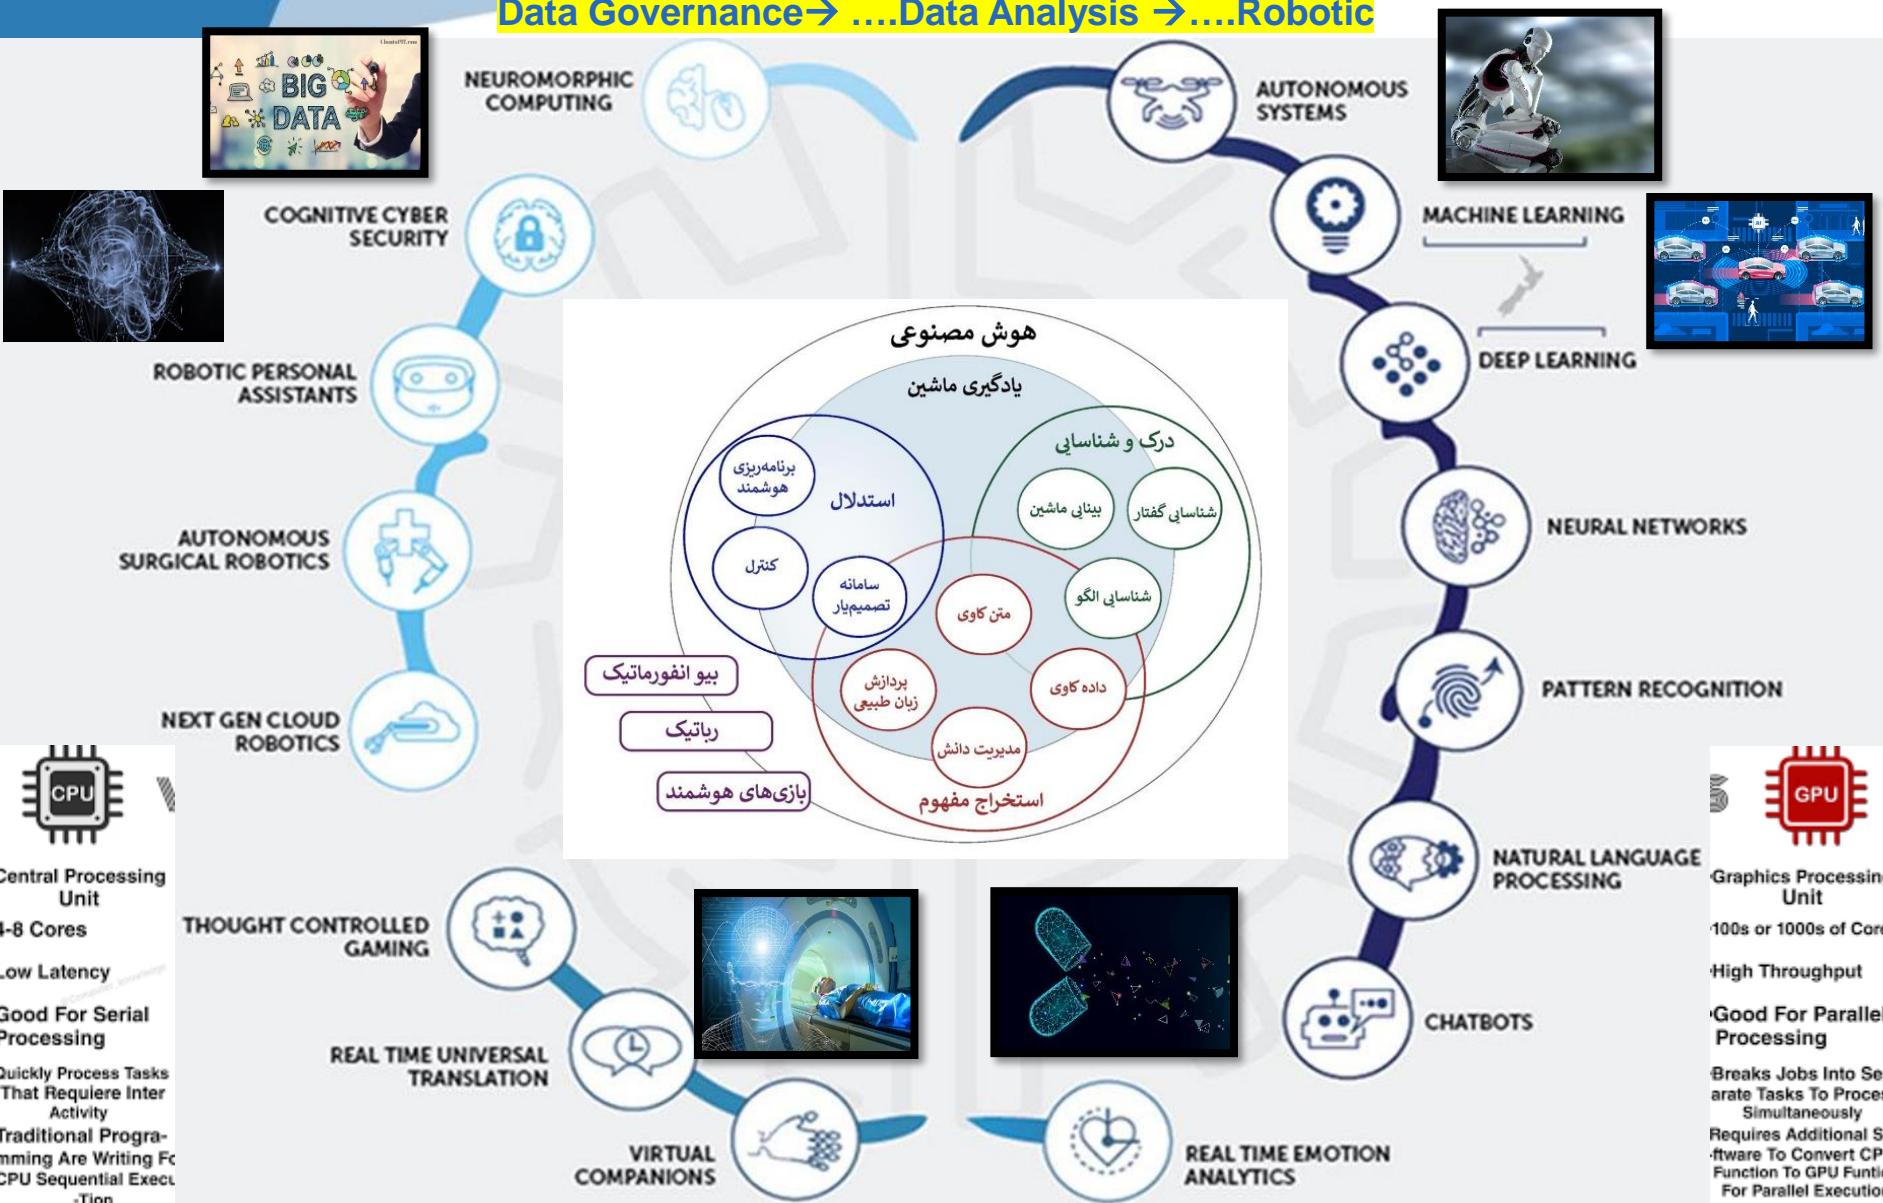 Data Governance→ ....Data Analysis →....Robotic
BIG
DATA
NEUROMORPHIC
COMPUTING
AUTONOMOUS
SYSTEMS
COGNITIVE CYBER
SECURITY
MACHINE LEARNING
ROBOTIC PERSONAL
ASSISTANTS
DEEP LEARNING
AUTONOMOUS
SURGICAL ROBOTICS
NEURAL NETWORKS
NEXT GEN CLOUD
ROBOTICS
PATTERN RECOGNITION
هوش مصنوعی
یادگیری ماشین
درک و شناسایی
شناسایی گفتار
بینایی ماشین
شناسایی الگو
استدلال
برنامه‌ریزی
هوشمند
کنترل
سامانه
تصمیم‌یار
متن کاوی
داده کاوی
پردازش
زبان طبیعی
مدیریت دانش
استخراج مفهوم
بیو انفورماتیک
رباتیک
بازی‌های هوشمند
CPU
Central Processing
Unit
4-8 Cores
Low Latency
Good For Serial
Processing
Quickly Process Tasks
That Requiere Inter
Activity
Traditional Progra-
mming Are Writing Fo
CPU Sequential Execu
-Tion
THOUGHT CONTROLLED
GAMING
REAL TIME UNIVERSAL
TRANSLATION
VIRTUAL
COMPANIONS
NATURAL LANGUAGE
PROCESSING
CHATBOTS
REAL TIME EMOTION
ANALYTICS
GPU
Graphics Processin
Unit
100s or 1000s of Cor
High Throughput
Good For Parallel
Processing
Breaks Jobs Into Se
arate Tasks To Proces
Simultaneously
Requires Additional S
-ftware To Convert CP
Function To GPU Funti
For Parallel Execution